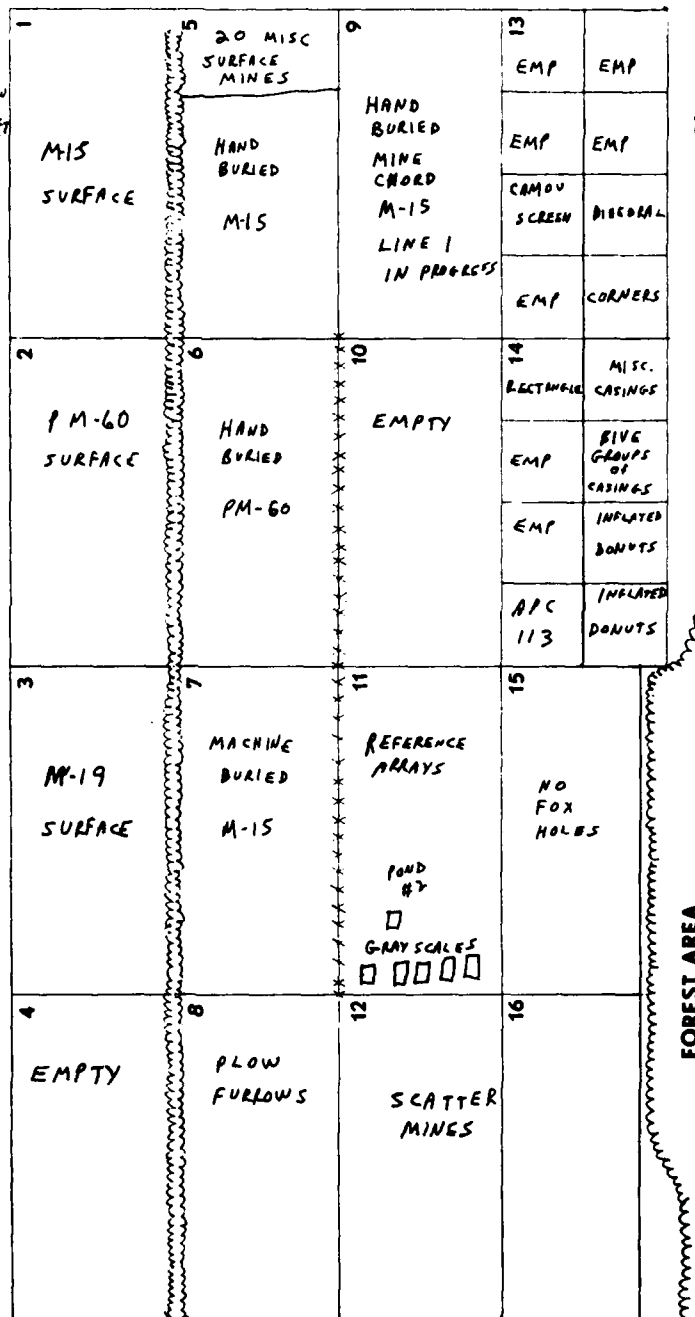 1
M-15
SURFACE
5
20 MISC
SURFACE
MINES
HAND
BURIED
M-15
9
HAND
BURIED
MINE
CHORD
M-15
LINE 1
IN PROGRESS
13
EMP EMP
EMP EMP
CAMOU
SCREEN
DIHEDRAL
EMP CORNERS
2
PM-60
SURFACE
6
HAND
BURIED
PM-60
10
EMPTY
14
RECTANGLE
MISC.
CASINGS
EMP
FIVE
GROUPS
OF
CASINGS
EMP
INFLATED
DONUTS
APC
113
INFLATED
DONUTS
3
M-19
SURFACE
7
MACHINE
BURIED
M-15
11
REFERENCE
ARRAYS
POND
#2
GRAY SCALES
15
NO
FOX
HOLES
4
EMPTY
8
PLOW
FURROWS
12
SCATTER
MINES
16
FOREST AREA